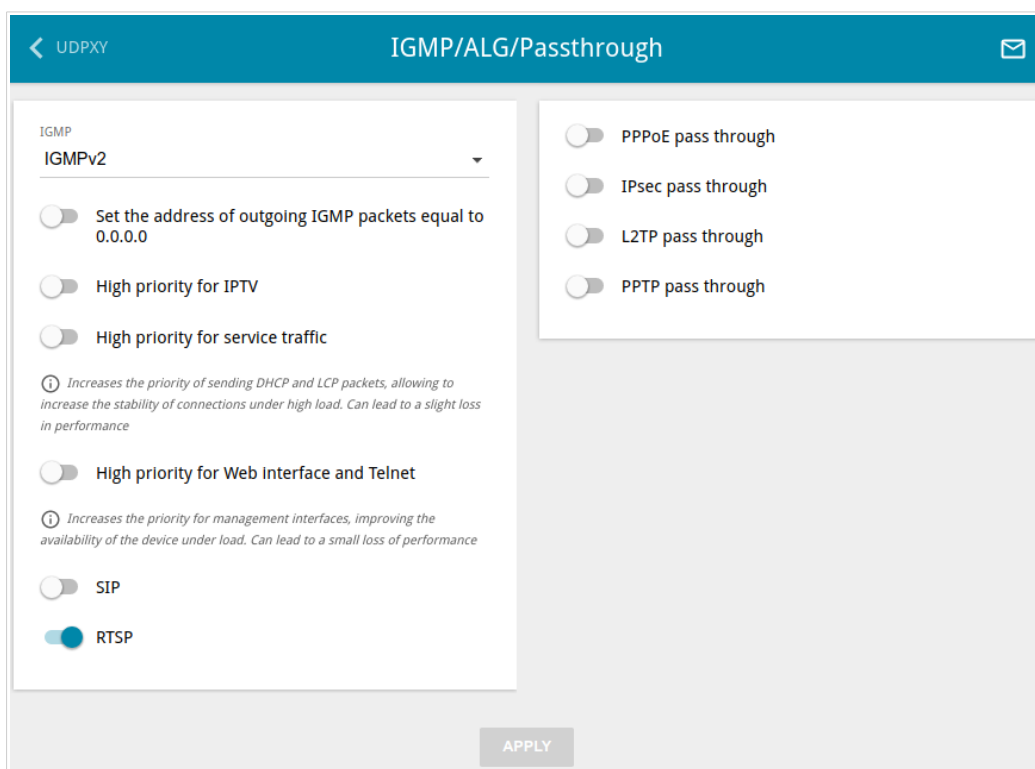 UDPXY
IGMP/ALG/Passthrough
IGMP
IGMPv2
Set the address of outgoing IGMP packets equal to
0.0.0.0
High priority for IPTV
High priority for service traffic
Increases the priority of sending DHCP and LCP packets, allowing to
increase the stability of connections under high load. Can lead to a slight loss
in performance
High priority for Web interface and Telnet
Increases the priority for management interfaces, improving the
availability of the device under load. Can lead to a small loss of performance
SIP
RTSP
PPPoE pass through
IPsec pass through
L2TP pass through
PPTP pass through
APPLY